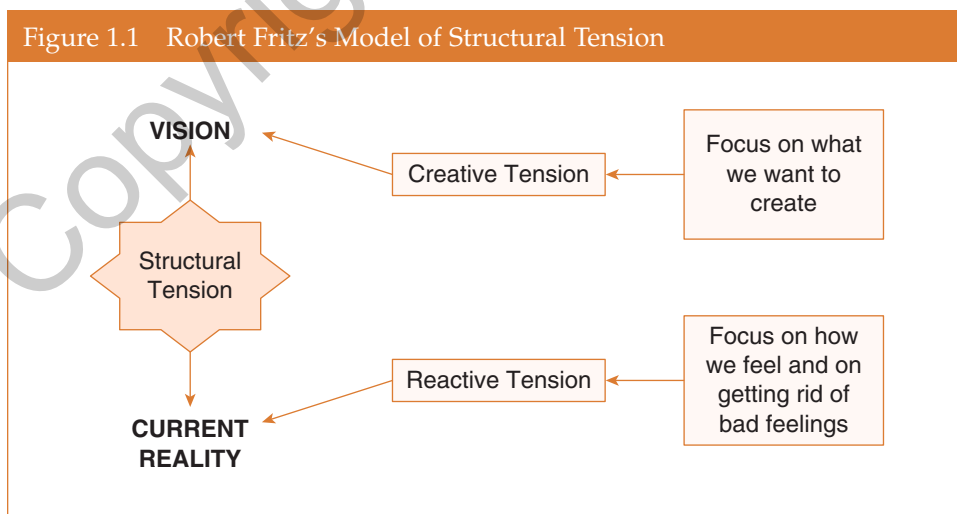 Figure 1.1 Robert Fritz's Model of Structural Tension
VISION
Creative Tension
Focus on what
we want to
create
Structural
Tension
Reactive Tension
Focus on how
we feel and on
getting rid of
bad feelings
CURRENT
REALITY